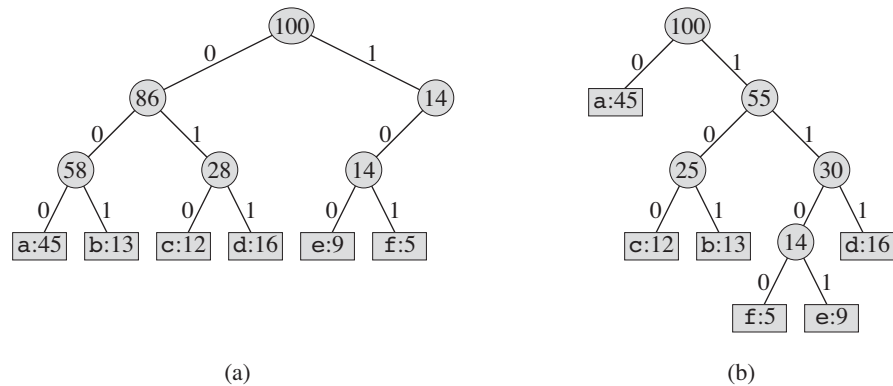 100 100
0 1 0 1
86 14 a:45 55
0 1 0 0 1
58 28 14 25 30
0 1 0 1 0 1 0 1 0 1
a:45 b:13 c:12 d:16 e:9 f:5 c:12 b:13 14 d:16
0 1
f:5 e:9
(a) (b)